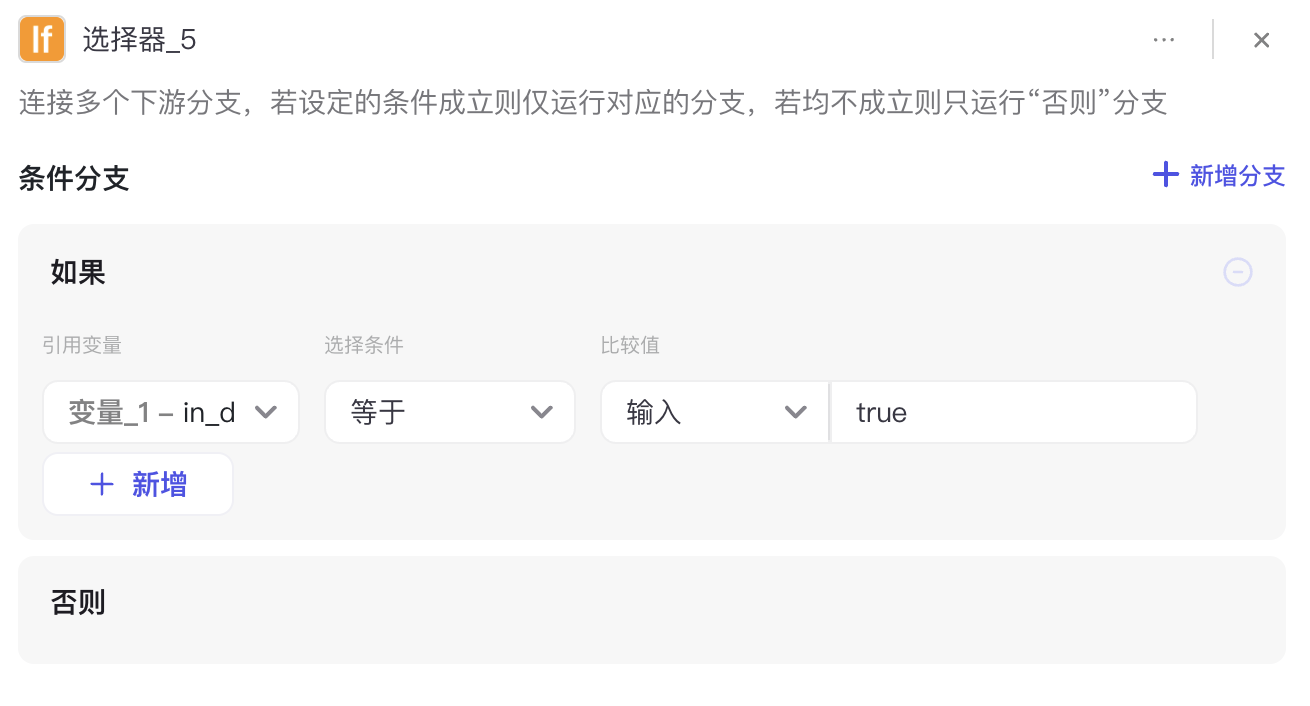 If 选择器_5
连接多个下游分支，若设定的条件成立则仅运行对应的分支，若均不成立则只运行“否则”分支
条件分支 新增分支
如果
引用变量 选择条件 比较值
变量_1 – in_d 等于 输入 true
新增
否则